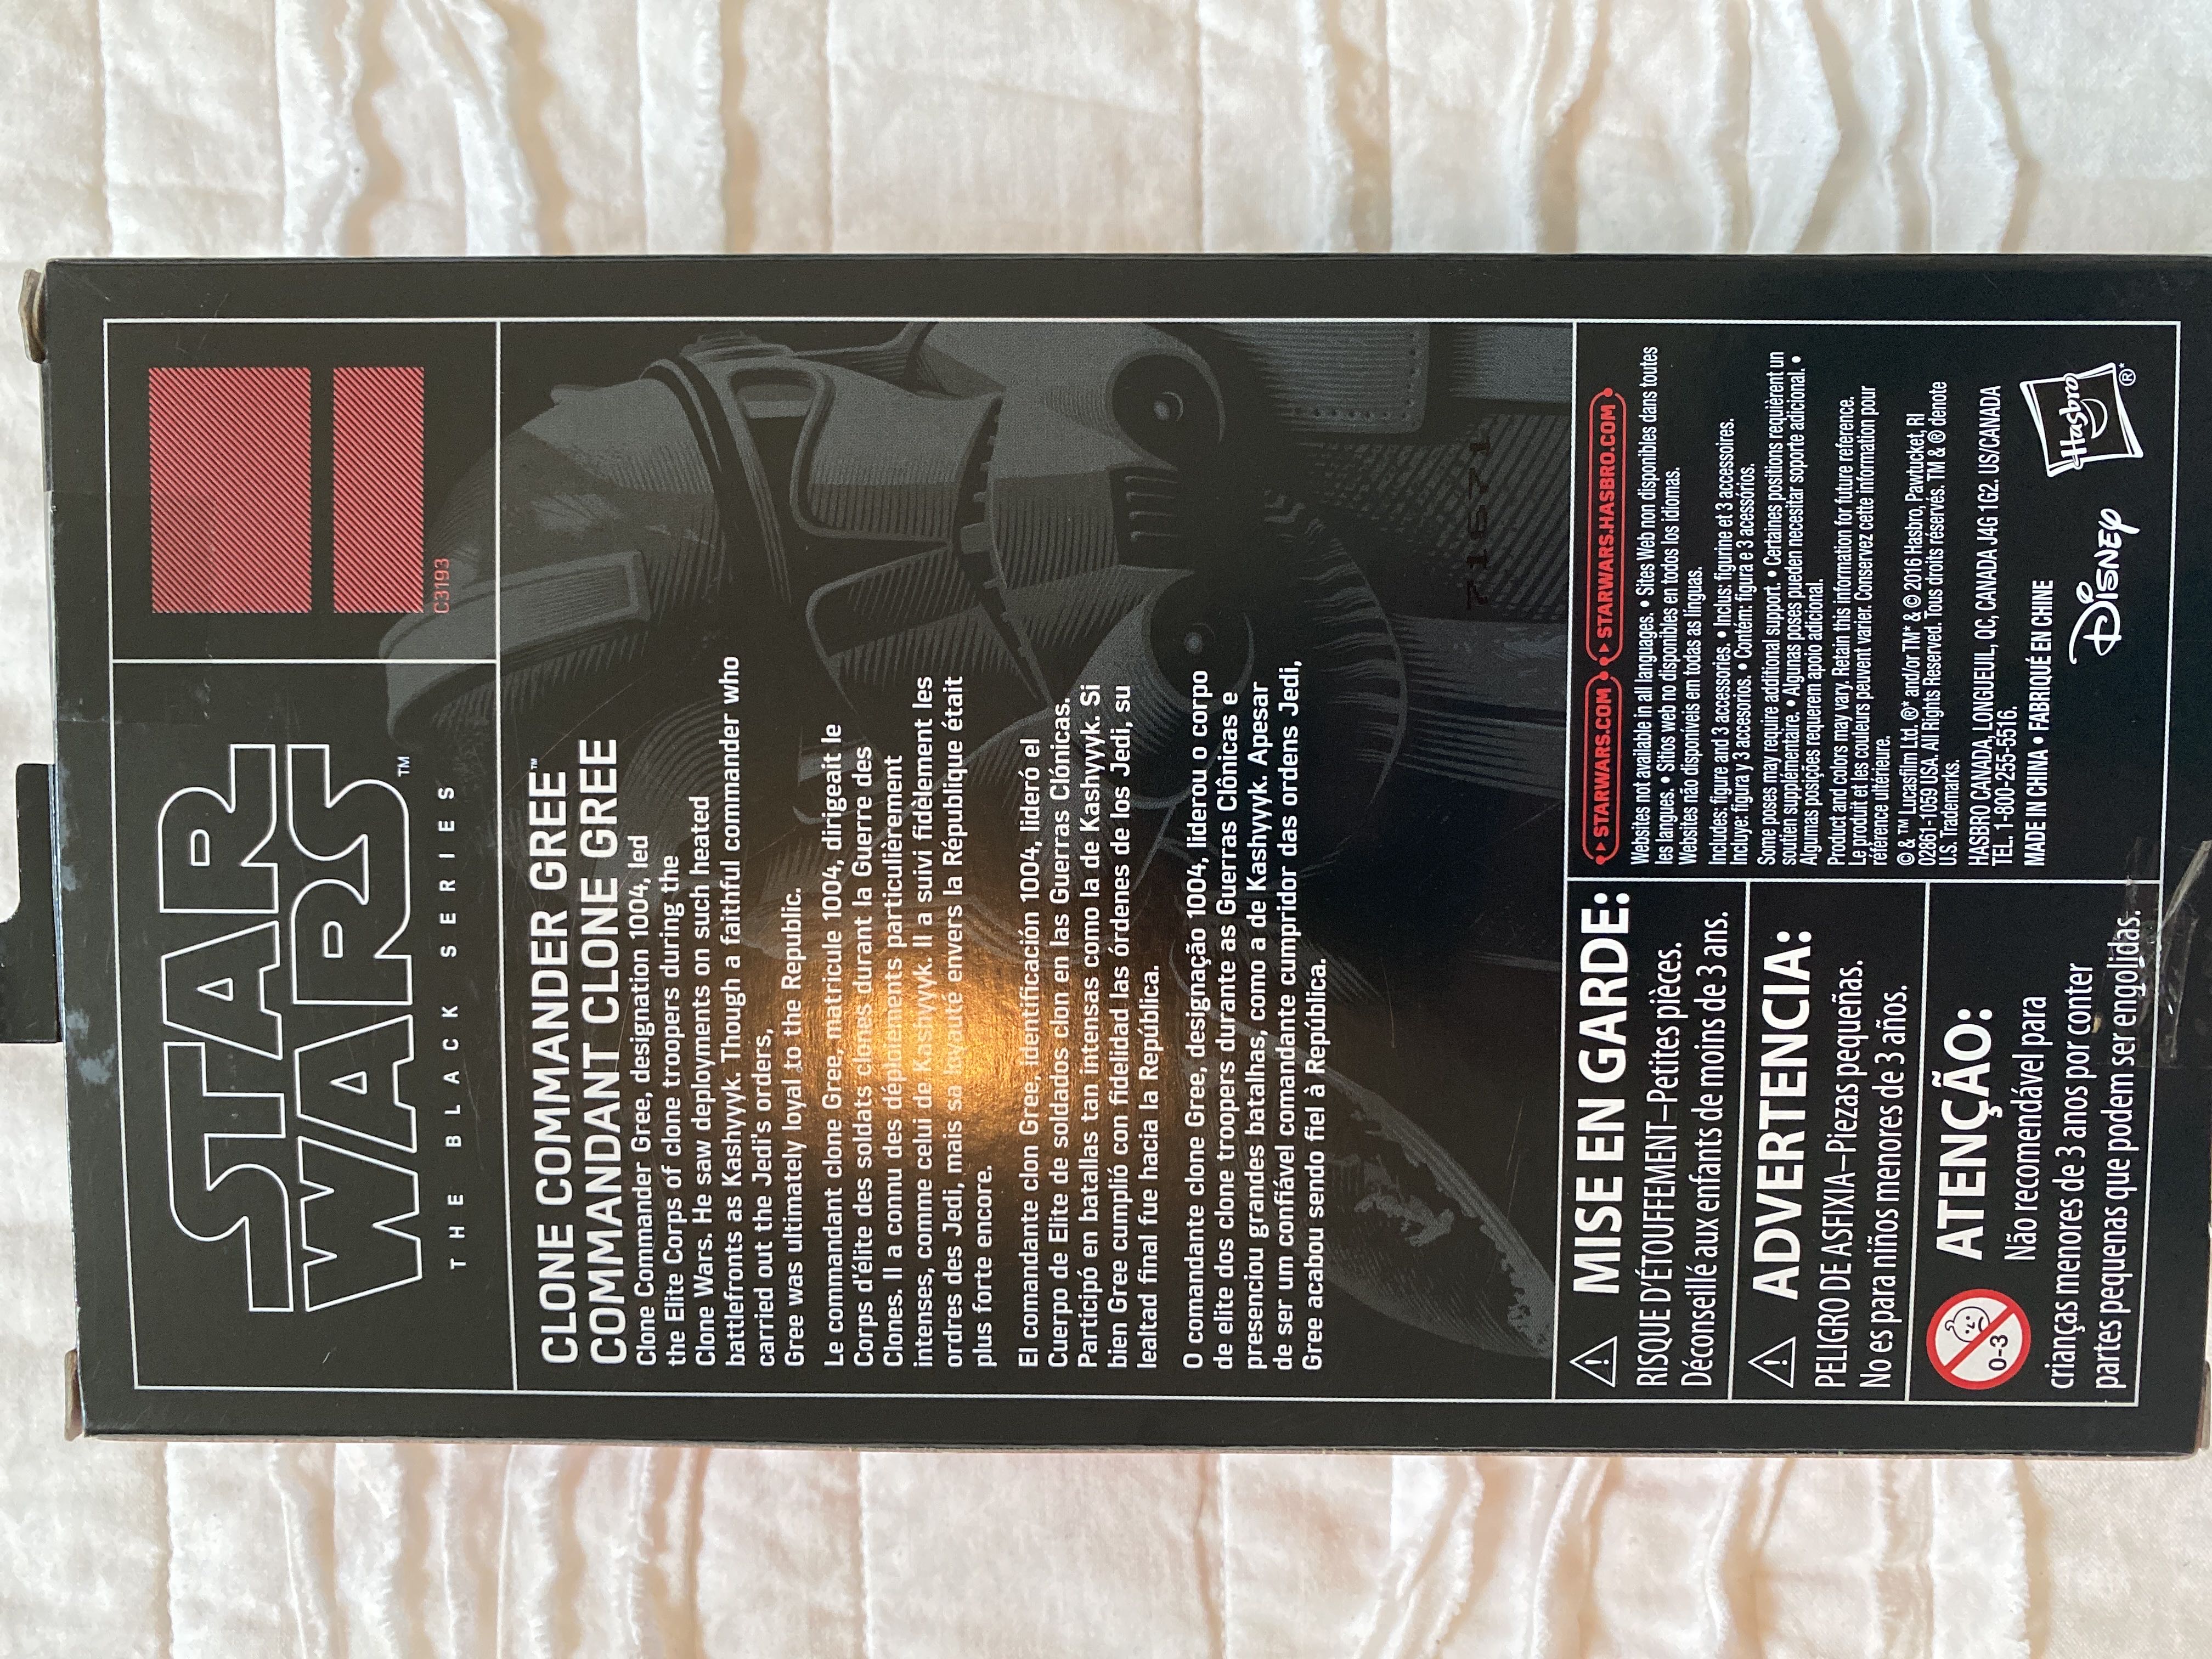 STAR
WARS™
THE BLACK SERIES
C3193
CLONE COMMANDER GREE™
COMMANDANT CLONE GREE
Clone Commander Gree, designation 1004, led
the Elite Corps of clone troopers during the
Clone Wars. He saw deployments on such heated
battlefronts as Kashyyyk. Though a faithful commander who
carried out the Jedi's orders,
Gree was ultimately loyal to the Republic.
Le commandant clone Gree, matricule 1004, dirigeait le
Corps d'élite des soldats clones durant la Guerre des
Clones. Il a connu des déploiements particulièrement
intenses, comme celui de Kashyyyk. Il a suivi fidèlement les
ordres des Jedi, mais sa loyauté envers la République était
plus forte encore.
El comandante clon Gree, identificación 1004, lideró el
Cuerpo de Elite de soldados clon en las Guerras Clónicas.
Participó en batallas tan intensas como la de Kashyyyk. Si
bien Gree cumplió con fidelidad las órdenes de los Jedi, su
lealtad final fue hacia la República.
O comandante clone Gree, designação 1004, liderou o corpo
de elite dos clone troopers durante as Guerras Clônicas e
presenciou grandes batalhas, como a de Kashyyyk. Apesar
de ser um confiável comandante cumpridor das ordens Jedi,
Gree acabou sendo fiel à República.
71671
MISE EN GARDE:
RISQUE D'ÉTOUFFEMENT–Petites pièces.
Déconseillé aux enfants de moins de 3 ans.
ADVERTENCIA:
PELIGRO DE ASFIXIA–Piezas pequeñas.
No es para niños menores de 3 años.
0-3
ATENÇÃO:
Não recomendável para
crianças menores de 3 anos por conter
partes pequenas que podem ser engolidas.
STARWARS.COM STARWARS.HASBRO.COM
Websites not available in all languages. • Sites Web non disponibles dans toutes
les langues. • Sitios web no disponibles en todos los idiomas.
Websites não disponíveis em todas as línguas.
Includes: figure and 3 accessories. • Inclus: figurine et 3 accessoires.
Incluye: figura y 3 accesorios. • Contém: figura e 3 acessórios.
Some poses may require additional support. • Certaines positions requierent un
soutien supplémentaire. • Algunas poses pueden necesitar soporte adicional. •
Algumas posições requerem apoio adicional.
Product and colors may vary. Retain this information for future reference.
Le produit et les couleurs peuvent varier. Conservez cette information pour
référence ultérieure.
© & ™ Lucasfilm Ltd. ®* and/or TM* & © 2016 Hasbro, Pawtucket, RI
02861-1059 USA. All Rights Reserved. Tous droits réservés. TM & ® denote
U.S. Trademarks.
HASBRO CANADA, LONGUEUIL, QC, CANADA J4G 1G2. US/CANADA
TEL. 1-800-255-5516.
MADE IN CHINA • FABRIQUÉ EN CHINE
Disney
Hasbro ®*